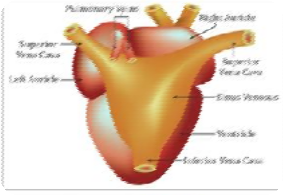 Pulmonary Veins
Right Auricle
Superior
Vena Cava
Superior
Vena Cava
Left Auricle
Sinus Venosus
Ventricle
Inferior Vena Cava